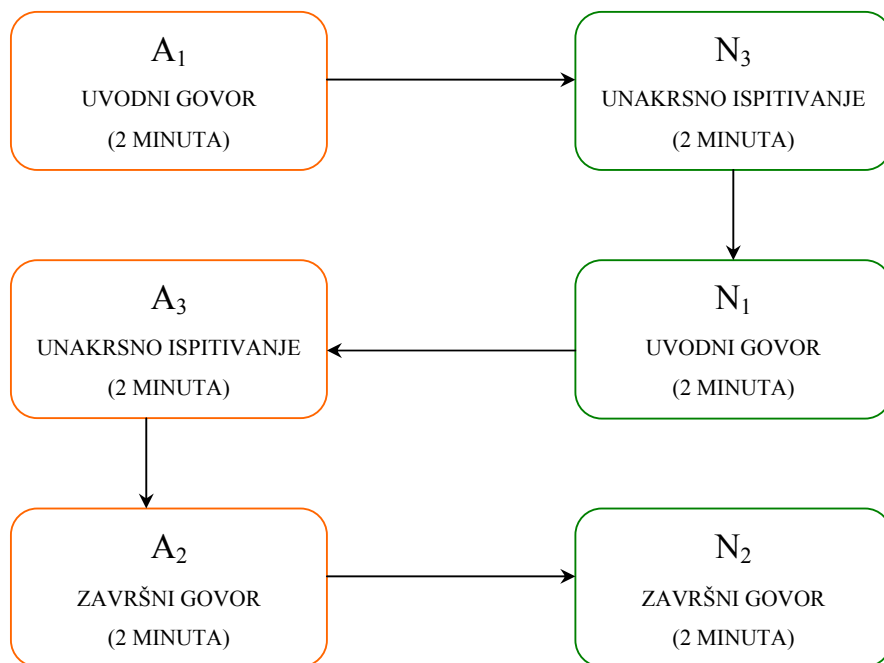 A₁
UVODNI GOVOR
(2 MINUTA)
N₃
UNAKRSNO ISPITIVANJE
(2 MINUTA)
A₃
UNAKRSNO ISPITIVANJE
(2 MINUTA)
N₁
UVODNI GOVOR
(2 MINUTA)
A₂
ZAVRŠNI GOVOR
(2 MINUTA)
N₂
ZAVRŠNI GOVOR
(2 MINUTA)